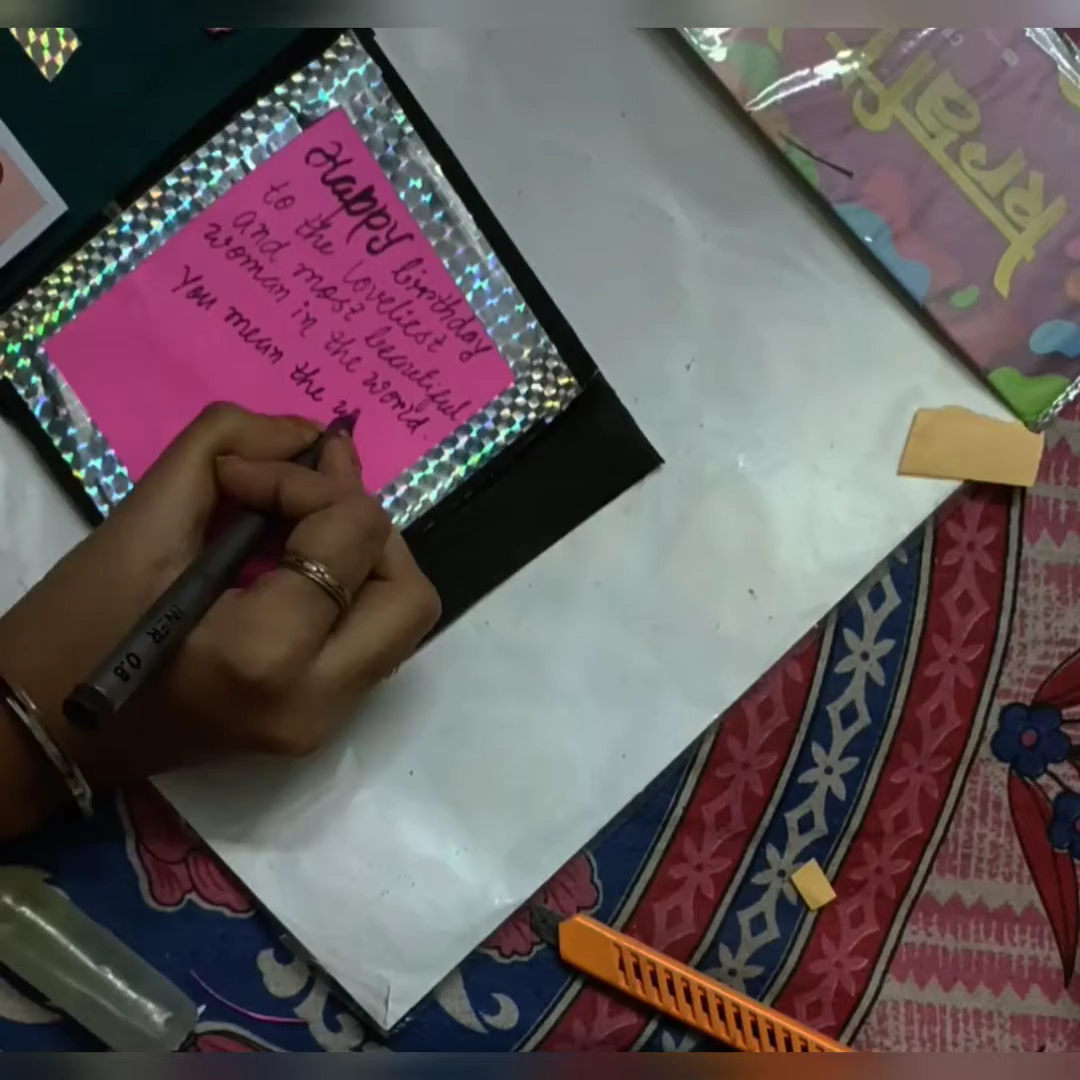 Happy birthday
to the loveliest
and most beautiful
woman in the world.
You mean the w
INER 0.8